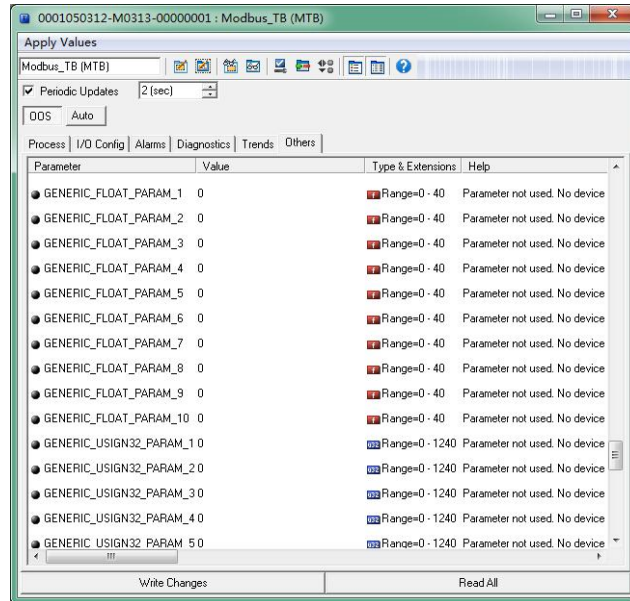 0001050312-M0313-00000001 : Modbus_TB (MTB)
Apply Values
Modbus_TB (MTB)
Periodic Updates 2 (sec)
OOS Auto
Process I/O Config Alarms Diagnostics Trends Others
Parameter Value Type & Extensions Help
GENERIC_FLOAT_PARAM_1 0 Range=0 - 40 Parameter not used. No device
GENERIC_FLOAT_PARAM_2 0 Range=0 - 40 Parameter not used. No device
GENERIC_FLOAT_PARAM_3 0 Range=0 - 40 Parameter not used. No device
GENERIC_FLOAT_PARAM_4 0 Range=0 - 40 Parameter not used. No device
GENERIC_FLOAT_PARAM_5 0 Range=0 - 40 Parameter not used. No device
GENERIC_FLOAT_PARAM_6 0 Range=0 - 40 Parameter not used. No device
GENERIC_FLOAT_PARAM_7 0 Range=0 - 40 Parameter not used. No device
GENERIC_FLOAT_PARAM_8 0 Range=0 - 40 Parameter not used. No device
GENERIC_FLOAT_PARAM_9 0 Range=0 - 40 Parameter not used. No device
GENERIC_FLOAT_PARAM_10 0 Range=0 - 40 Parameter not used. No device
GENERIC_USIGN32_PARAM_1 0 Range=0 - 1240 Parameter not used. No device
GENERIC_USIGN32_PARAM_2 0 Range=0 - 1240 Parameter not used. No device
GENERIC_USIGN32_PARAM_3 0 Range=0 - 1240 Parameter not used. No device
GENERIC_USIGN32_PARAM_4 0 Range=0 - 1240 Parameter not used. No device
GENERIC_USIGN32_PARAM_5 0 Range=0 - 1240 Parameter not used. No device
Write Changes Read All